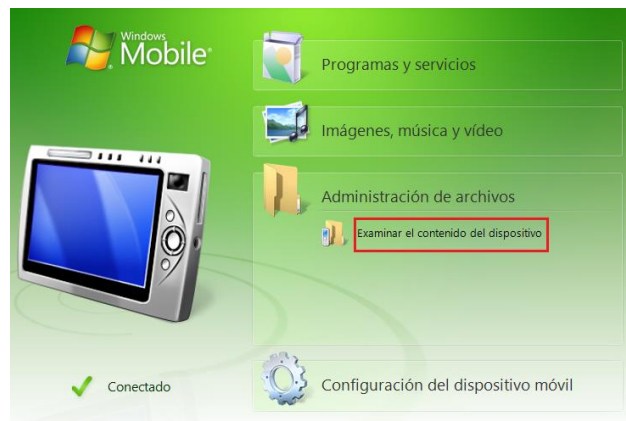 Windows
Mobile
Programas y servicios
Imágenes, música y vídeo
Administración de archivos
Examinar el contenido del dispositivo
Conectado
Configuración del dispositivo móvil